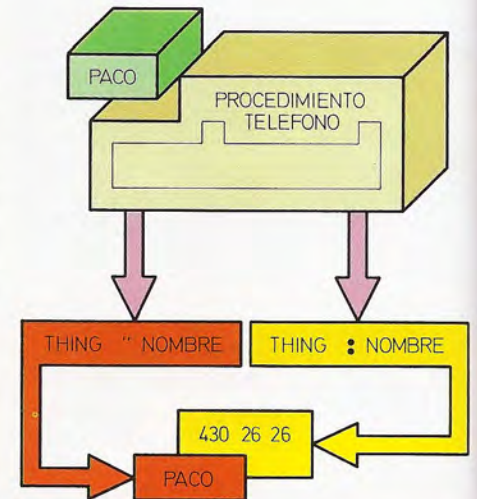 PACO
PROCEDIMIENTO
TELEFONO
THING " NOMBRE
THING : NOMBRE
430 26 26
PACO